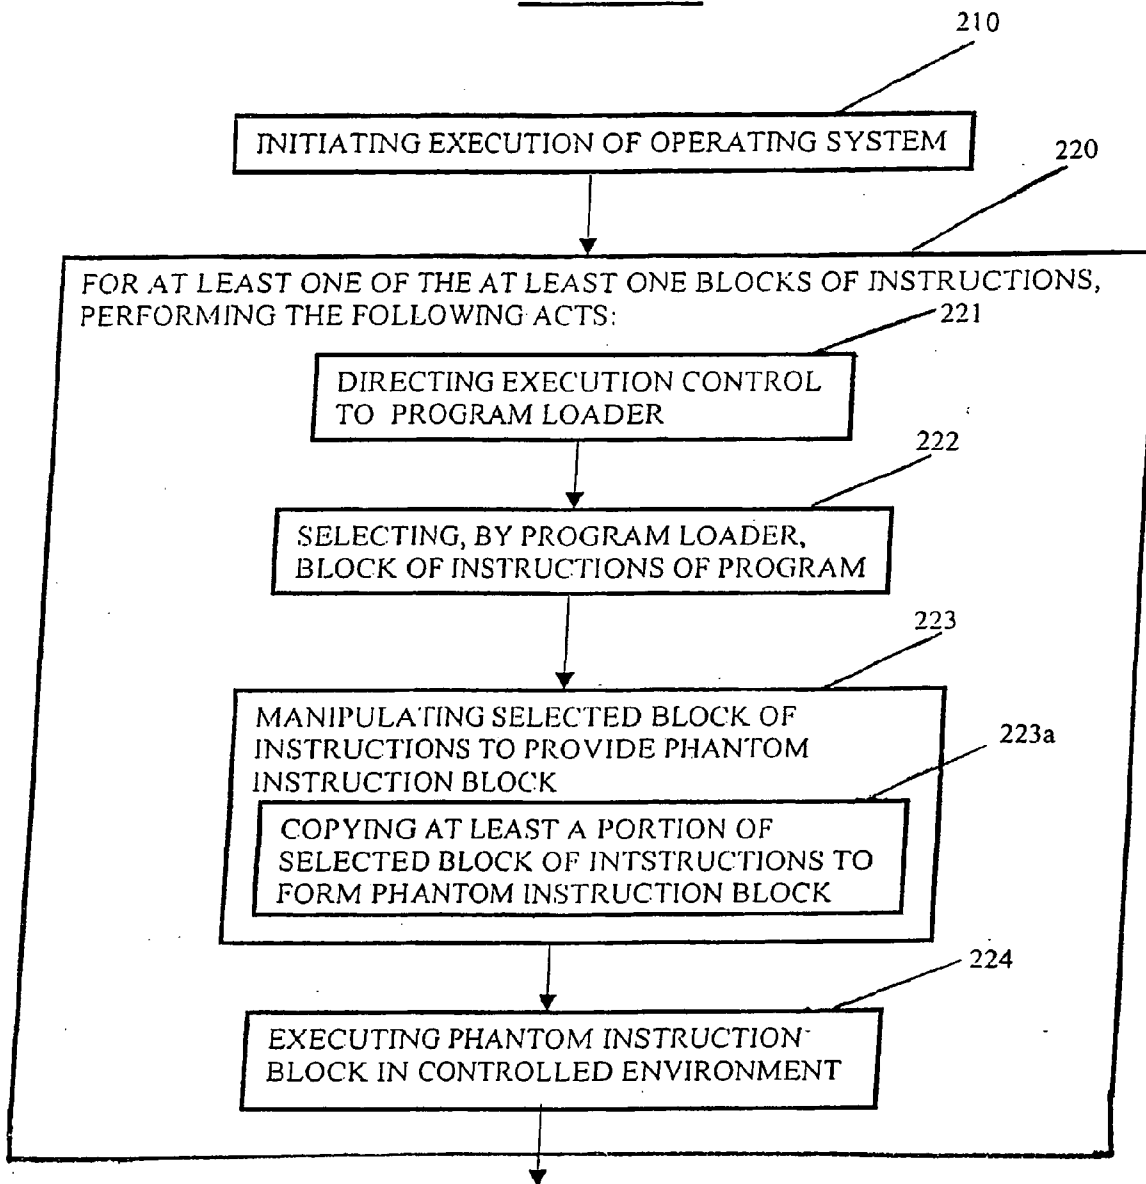 210
INITIATING EXECUTION OF OPERATING SYSTEM
220
FOR AT LEAST ONE OF THE AT LEAST ONE BLOCKS OF INSTRUCTIONS,
PERFORMING THE FOLLOWING ACTS:
221
DIRECTING EXECUTION CONTROL
TO PROGRAM LOADER
222
SELECTING, BY PROGRAM LOADER,
BLOCK OF INSTRUCTIONS OF PROGRAM
223
MANIPULATING SELECTED BLOCK OF
INSTRUCTIONS TO PROVIDE PHANTOM
INSTRUCTION BLOCK
223a
COPYING AT LEAST A PORTION OF
SELECTED BLOCK OF INTSTRUCTIONS TO
FORM PHANTOM INSTRUCTION BLOCK
224
EXECUTING PHANTOM INSTRUCTION
BLOCK IN CONTROLLED ENVIRONMENT